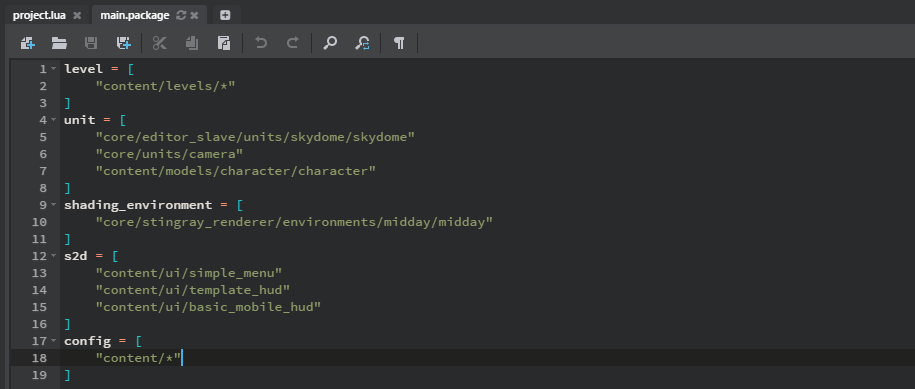 project.lua
main.package
1 level = [
2     "content/levels/*"
3 ]
4 unit = [
5     "core/editor_slave/units/skydome/skydome"
6     "core/units/camera"
7     "content/models/character/character"
8 ]
9 shading_environment = [
10     "core/stingray_renderer/environments/midday/midday"
11 ]
12 s2d = [
13     "content/ui/simple_menu"
14     "content/ui/template_hud"
15     "content/ui/basic_mobile_hud"
16 ]
17 config = [
18     "content/*"
19 ]